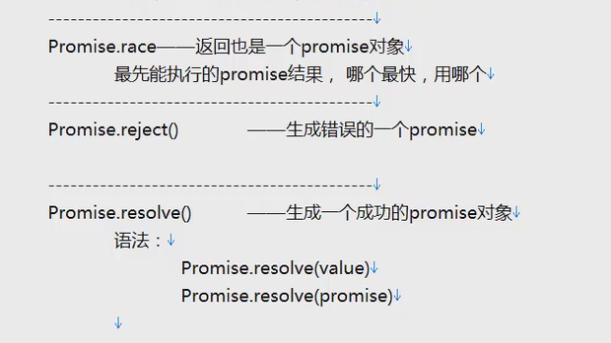 --------------------------------------------↓
Promise.race——返回也是一个promise对象↓
最先能执行的promise结果， 哪个最快，用哪个↓
--------------------------------------------↓
Promise.reject() ——生成错误的一个promise↓
--------------------------------------------↓
Promise.resolve() ——生成一个成功的promise对象↓
语法：↓
Promise.resolve(value)↓
Promise.resolve(promise)↓
↓